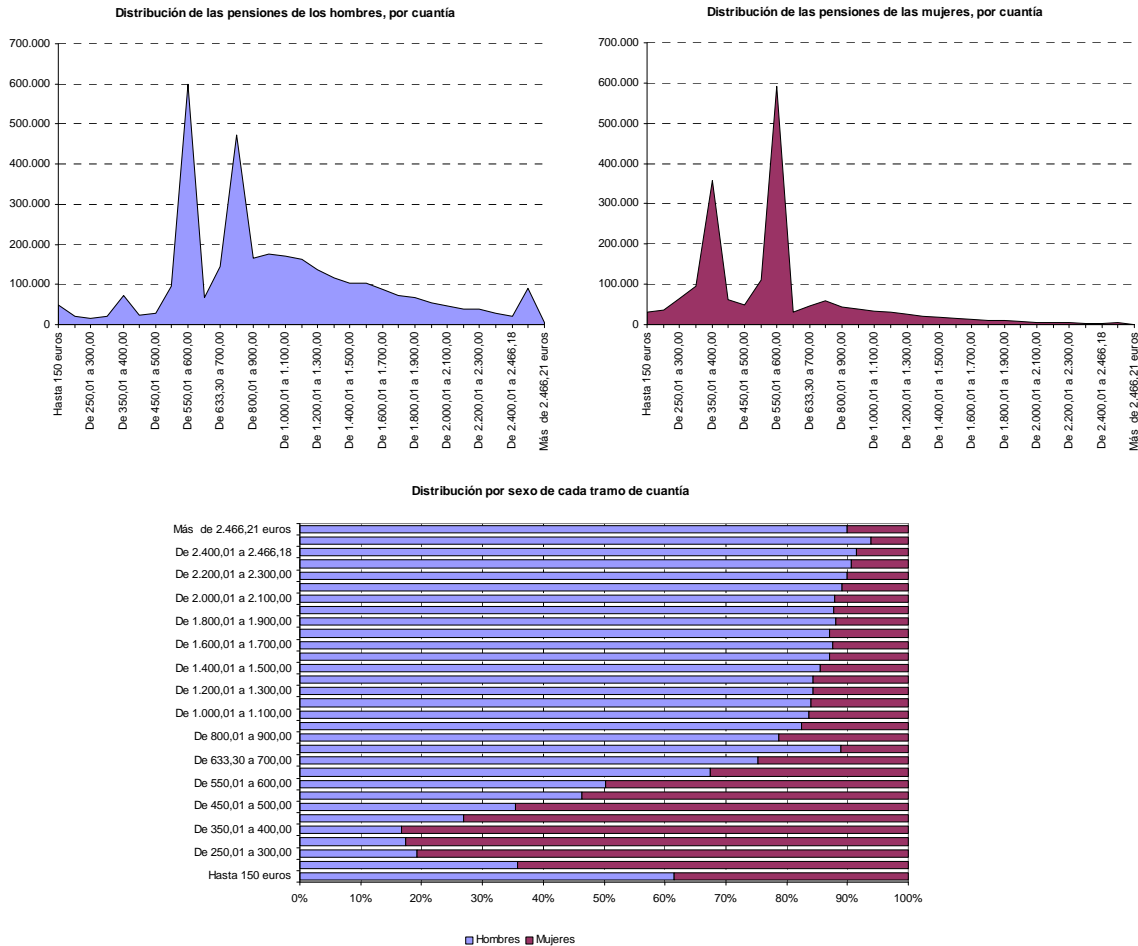 Distribución de las pensiones de los hombres, por cuantía
700.000
600.000
500.000
400.000
300.000
200.000
100.000
0
Hasta 150 euros
De 250,01 a 300,00
De 350,01 a 400,00
De 450,01 a 500,00
De 550,01 a 600,00
De 633,30 a 700,00
De 800,01 a 900,00
De 1.000,01 a 1.100,00
De 1.200,01 a 1.300,00
De 1.400,01 a 1.500,00
De 1.600,01 a 1.700,00
De 1.800,01 a 1.900,00
De 2.000,01 a 2.100,00
De 2.200,01 a 2.300,00
De 2.400,01 a 2.466,18
Más de 2.466,21 euros
Distribución de las pensiones de las mujeres, por cuantía
700.000
600.000
500.000
400.000
300.000
200.000
100.000
0
Hasta 150 euros
De 250,01 a 300,00
De 350,01 a 400,00
De 450,01 a 500,00
De 550,01 a 600,00
De 633,30 a 700,00
De 800,01 a 900,00
De 1.000,01 a 1.100,00
De 1.200,01 a 1.300,00
De 1.400,01 a 1.500,00
De 1.600,01 a 1.700,00
De 1.800,01 a 1.900,00
De 2.000,01 a 2.100,00
De 2.200,01 a 2.300,00
De 2.400,01 a 2.466,18
Más de 2.466,21 euros
Distribución por sexo de cada tramo de cuantía
Más de 2.466,21 euros
De 2.400,01 a 2.466,18
De 2.200,01 a 2.300,00
De 2.000,01 a 2.100,00
De 1.800,01 a 1.900,00
De 1.600,01 a 1.700,00
De 1.400,01 a 1.500,00
De 1.200,01 a 1.300,00
De 1.000,01 a 1.100,00
De 800,01 a 900,00
De 633,30 a 700,00
De 550,01 a 600,00
De 450,01 a 500,00
De 350,01 a 400,00
De 250,01 a 300,00
Hasta 150 euros
0% 10% 20% 30% 40% 50% 60% 70% 80% 90% 100%
Hombres Mujeres